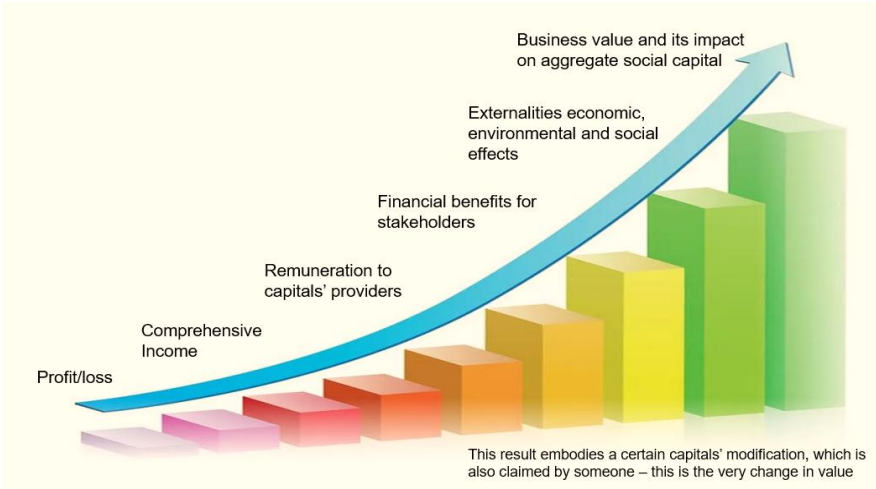 Business value and its impact
on aggregate social capital
Externalities economic,
environmental and social
effects
Financial benefits for
stakeholders
Remuneration to
capitals’ providers
Comprehensive
Income
Profit/loss
This result embodies a certain capitals’ modification, which is
also claimed by someone – this is the very change in value